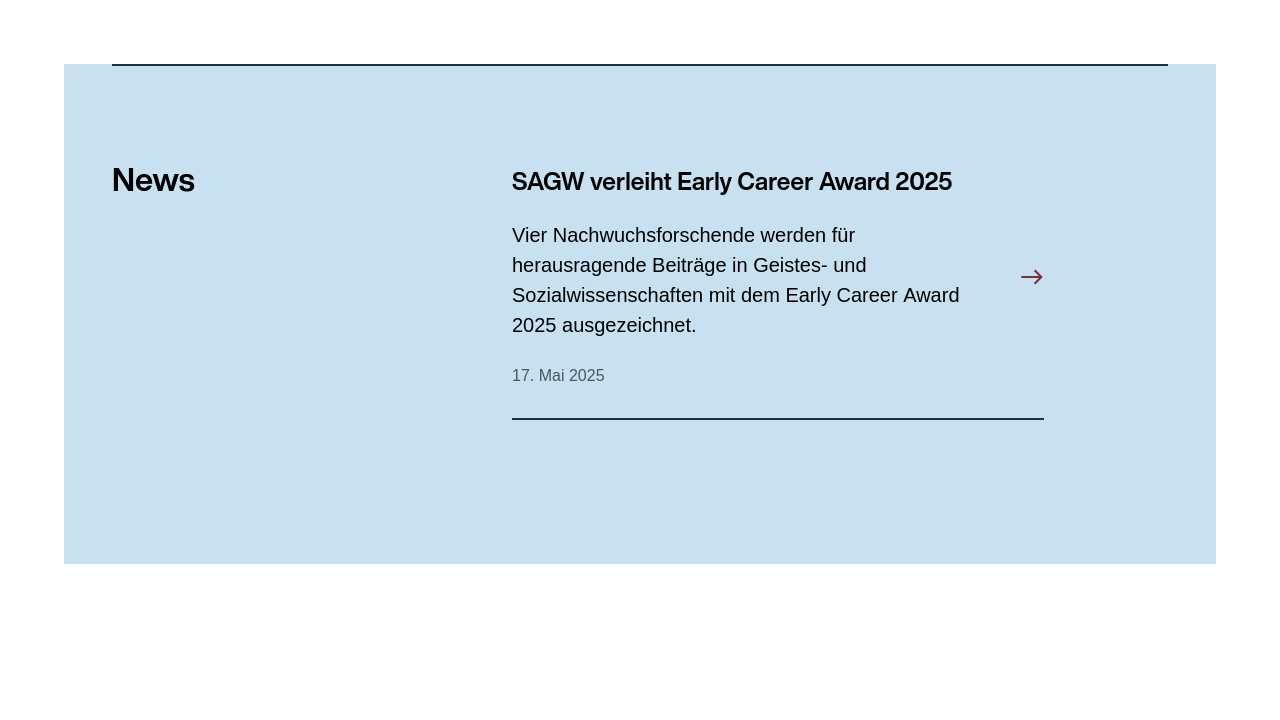 News
SAGW verleiht Early Career Award 2025
Vier Nachwuchsforschende werden für
herausragende Beiträge in Geistes- und
Sozialwissenschaften mit dem Early Career Award
2025 ausgezeichnet.
17. Mai 2025